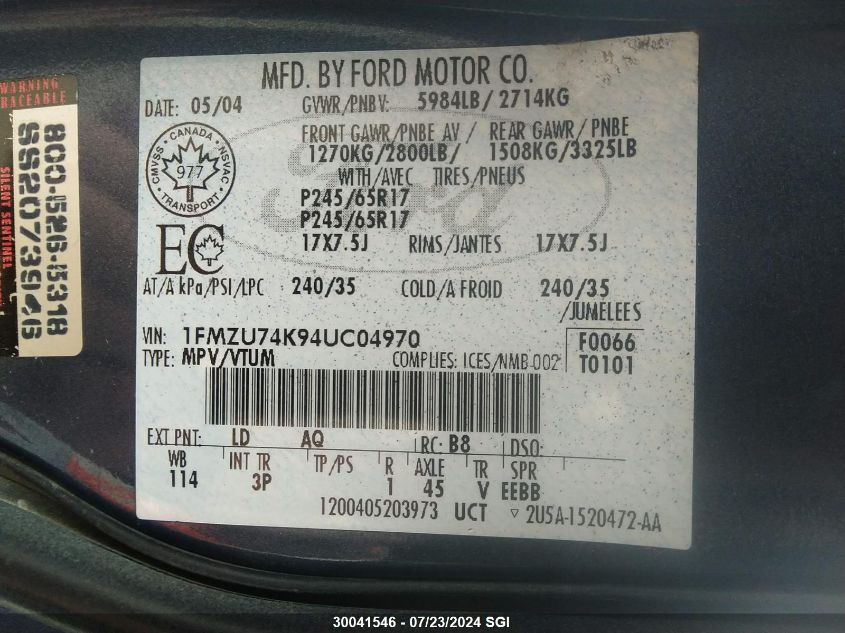 WARNING
TRACEABLE
SILENT SENTINEL
800-526-5318
SS2073946
MFD. BY FORD MOTOR CO.
DATE: 05/04 GVWR/PNBV: 5984LB/ 2714KG
FRONT GAWR/PNBE AV / REAR GAWR/ PNBE
1270KG/2800LB/ 1508KG/3325LB
WITH/AVEC TIRES/PNEUS
P245/65R17
P245/65R17
17X7.5J RIMS/JANTES 17X7.5J
CANADA
CMVSS NSVAC
977
TRANSPORT
Ford
EC
AT/A kPa/PSI/LPC 240/35 COLD/A FROID 240/35
/JUMELEES
VIN: 1FMZU74K94UC04970 F0066
TYPE: MPV/VTUM COMPLIES: ICES/NMB-002 T0101
EXT PNT: LD AQ RC: B8 DSO:
WB INT TR TP/PS R AXLE TR SPR
114 3P 1 45 V EEBB
1200405203973 UCT ▽ 2U5A-1520472-AA
30041546 - 07/23/2024 SGI